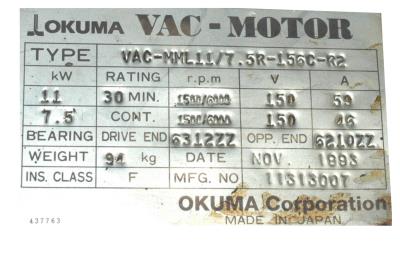 OKUMA VAC-MOTOR
TYPE VAC-MML11/7.5R-156C-R2
kW RATING r.p.m V A
11 30 MIN. 1500/6000 150 59
7.5 CONT. 1500/6000 150 46
BEARING DRIVE END 6312ZZ OPP. END 6210ZZ
WEIGHT 94 kg DATE NOV. 1993
INS. CLASS F MFG. NO 11313007
OKUMA Corporation
437763 MADE IN JAPAN